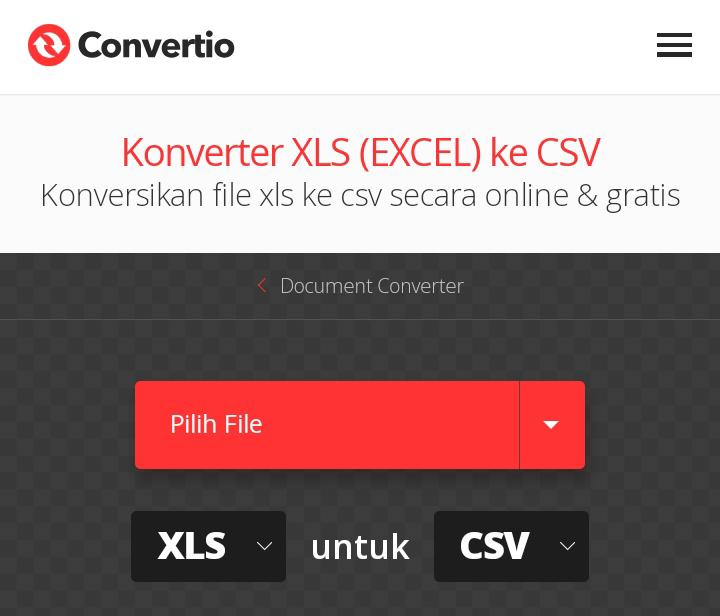 Convertio
Konverter XLS (EXCEL) ke CSV
Konversikan file xls ke csv secara online & gratis
Document Converter
Pilih File
XLS untuk CSV